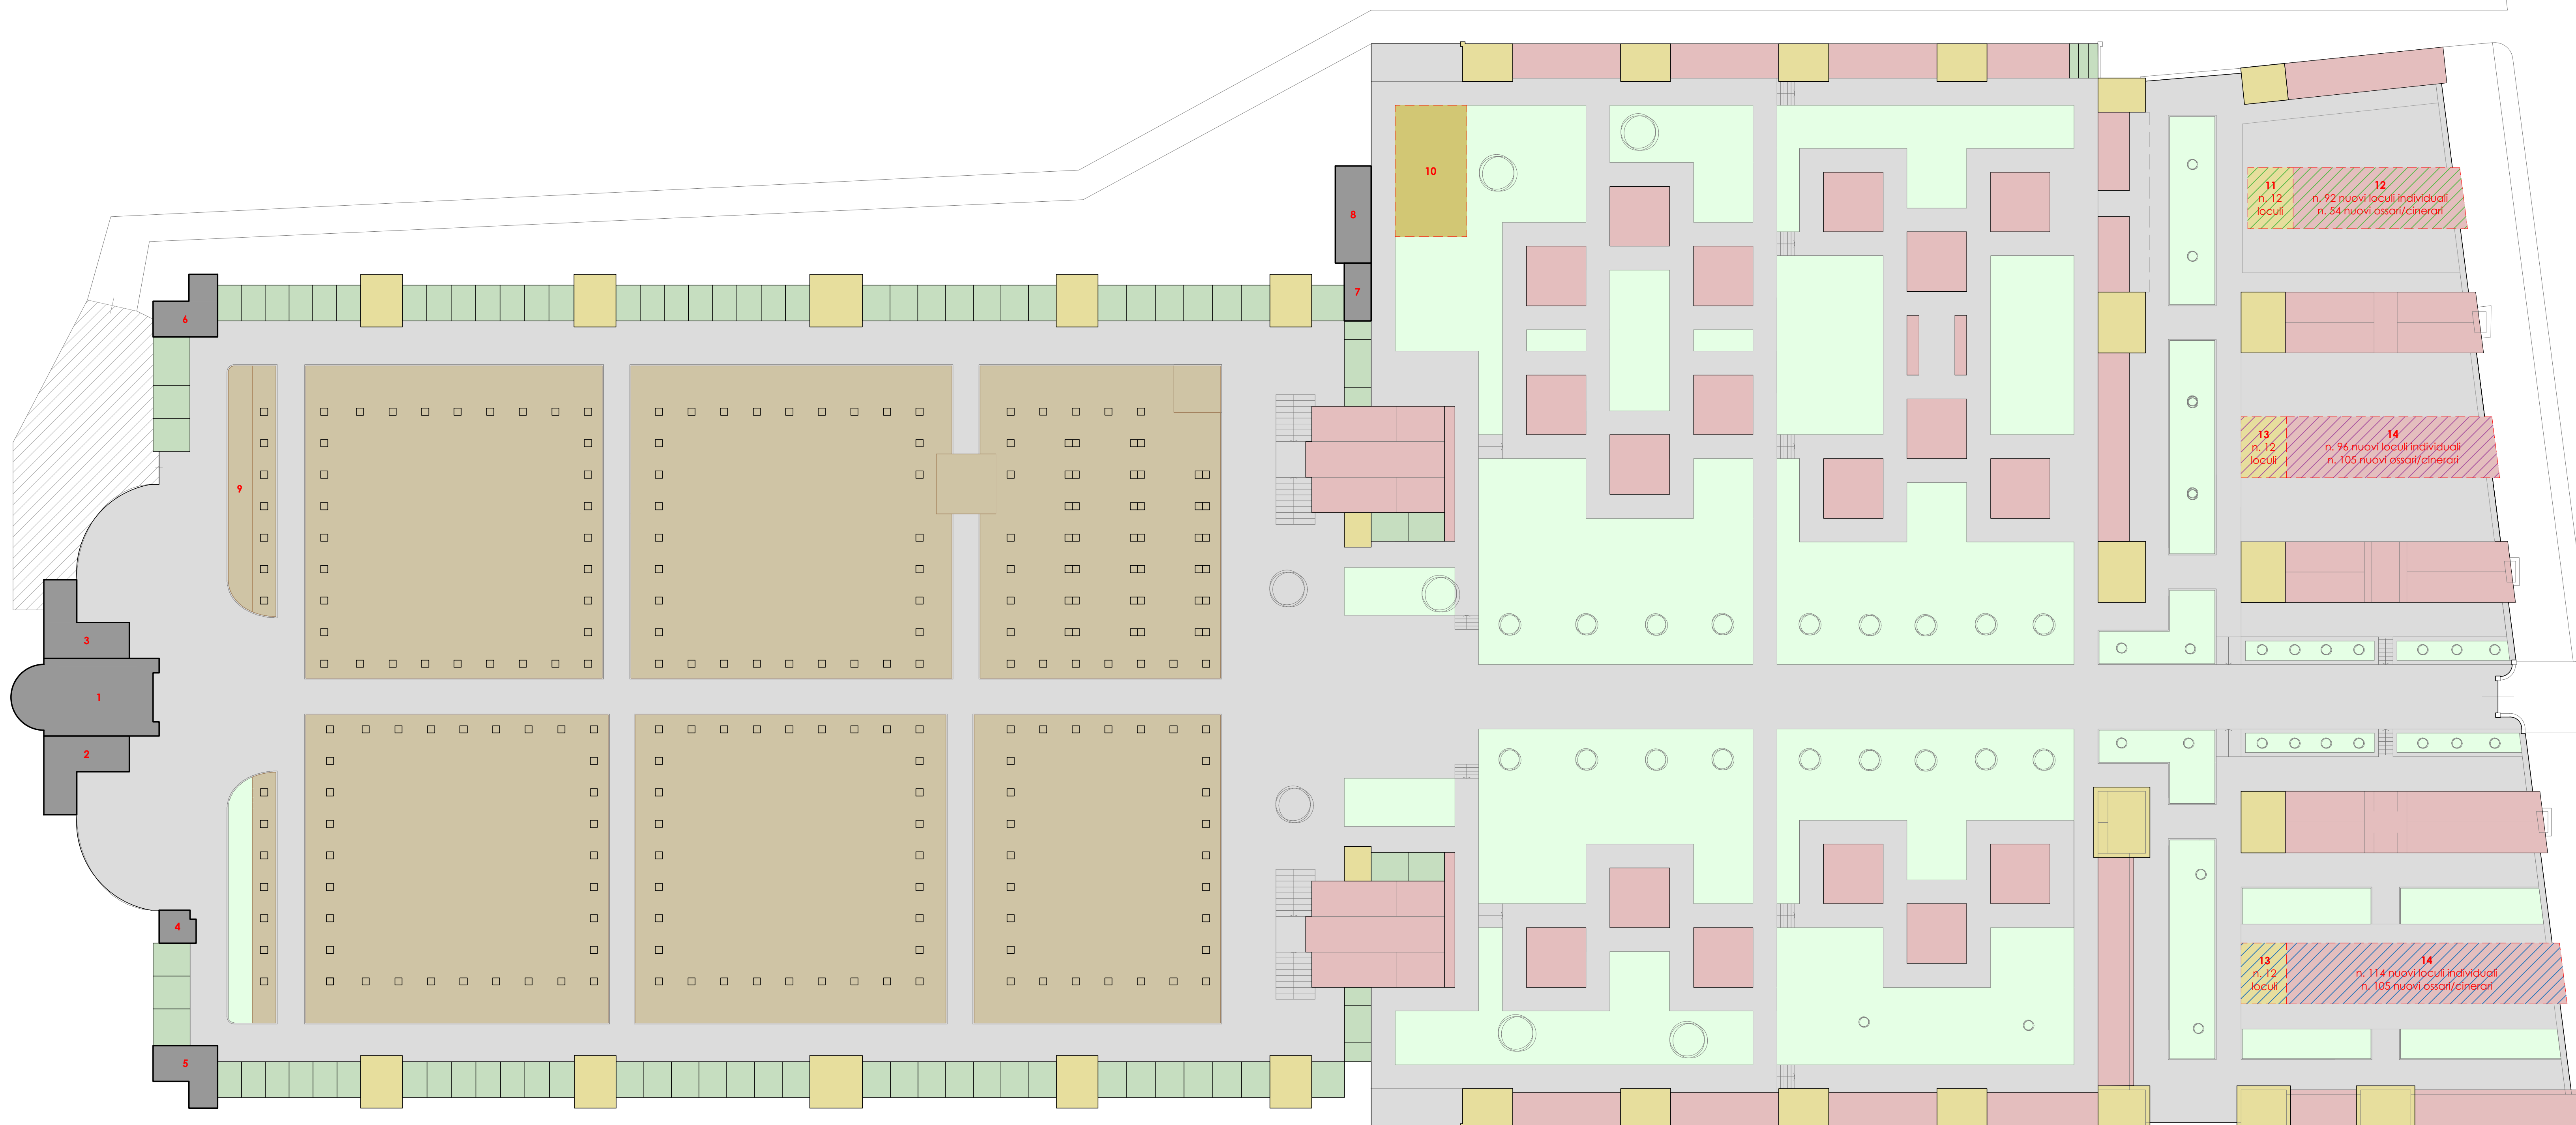 10
11
n. 12
loculi
12
n. 92 nuovi loculi individuali
n. 54 nuovi ossari/cinerari
8
7
6
9
13
n. 12
loculi
14
n. 96 nuovi loculi individuali
n. 105 nuovi ossari/cinerari
3
1
2
4
13
n. 12
loculi
14
n. 114 nuovi loculi individuali
n. 105 nuovi ossari/cinerari
5